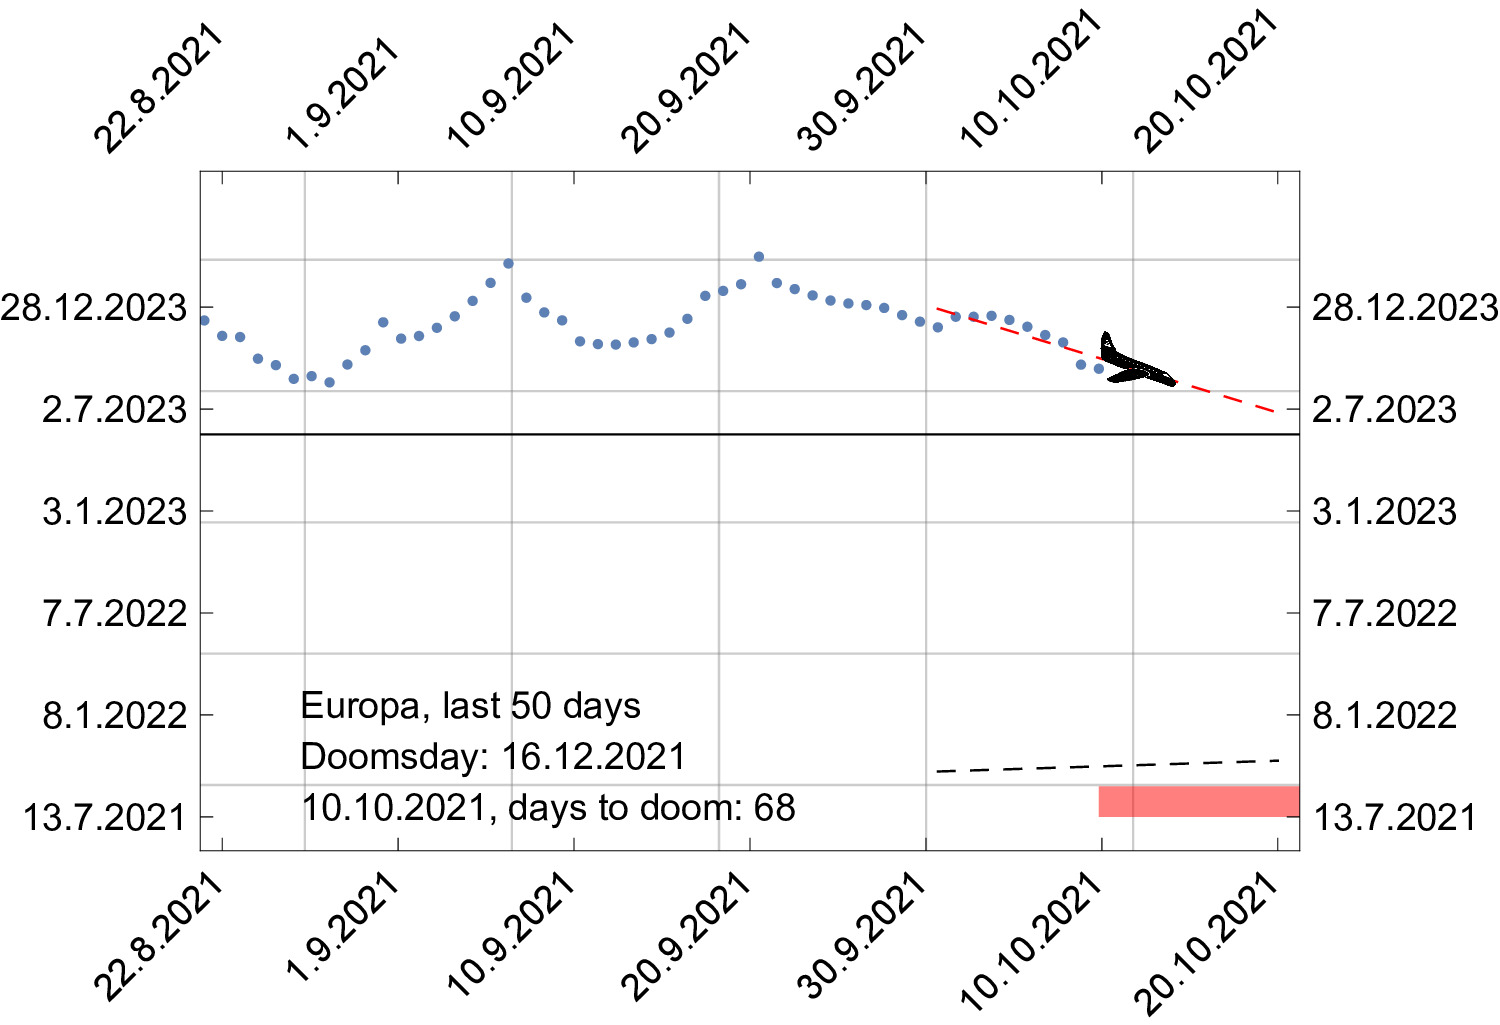 22.8.2021 1.9.2021 10.9.2021 20.9.2021 30.9.2021 10.10.2021 20.10.2021
28.12.2023 28.12.2023
2.7.2023 2.7.2023
3.1.2023 3.1.2023
7.7.2022 7.7.2022
8.1.2022 8.1.2022
13.7.2021 13.7.2021
Europa, last 50 days
Doomsday: 16.12.2021
10.10.2021, days to doom: 68
22.8.2021 1.9.2021 10.9.2021 20.9.2021 30.9.2021 10.10.2021 20.10.2021